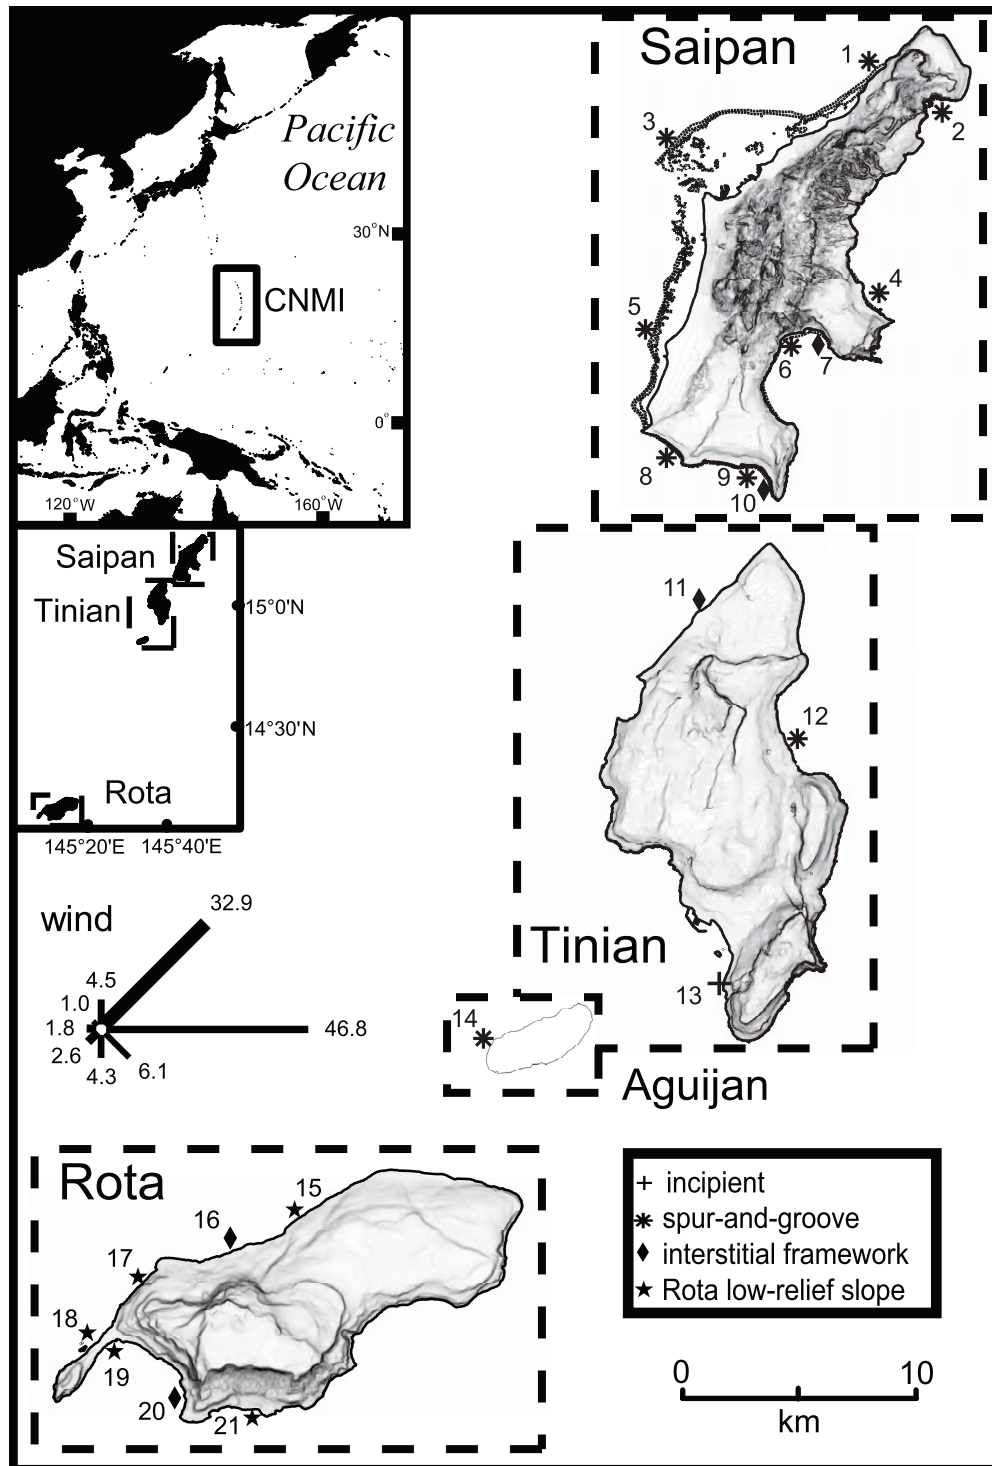 Pacific
Ocean
30°N
CNMI
0°
120°W
160°W
Saipan
1
2
3
4
5
6
7
8
9
10
Saipan
Tinian
15°0'N
14°30'N
Rota
145°20'E
145°40'E
11
12
Tinian
13
14
Aguijan
wind
32.9
4.5
1.0
1.8
46.8
2.6
4.3
6.1
Rota
15
16
17
18
19
20
21
incipient
spur-and-groove
interstitial framework
Rota low-relief slope
0
10
km